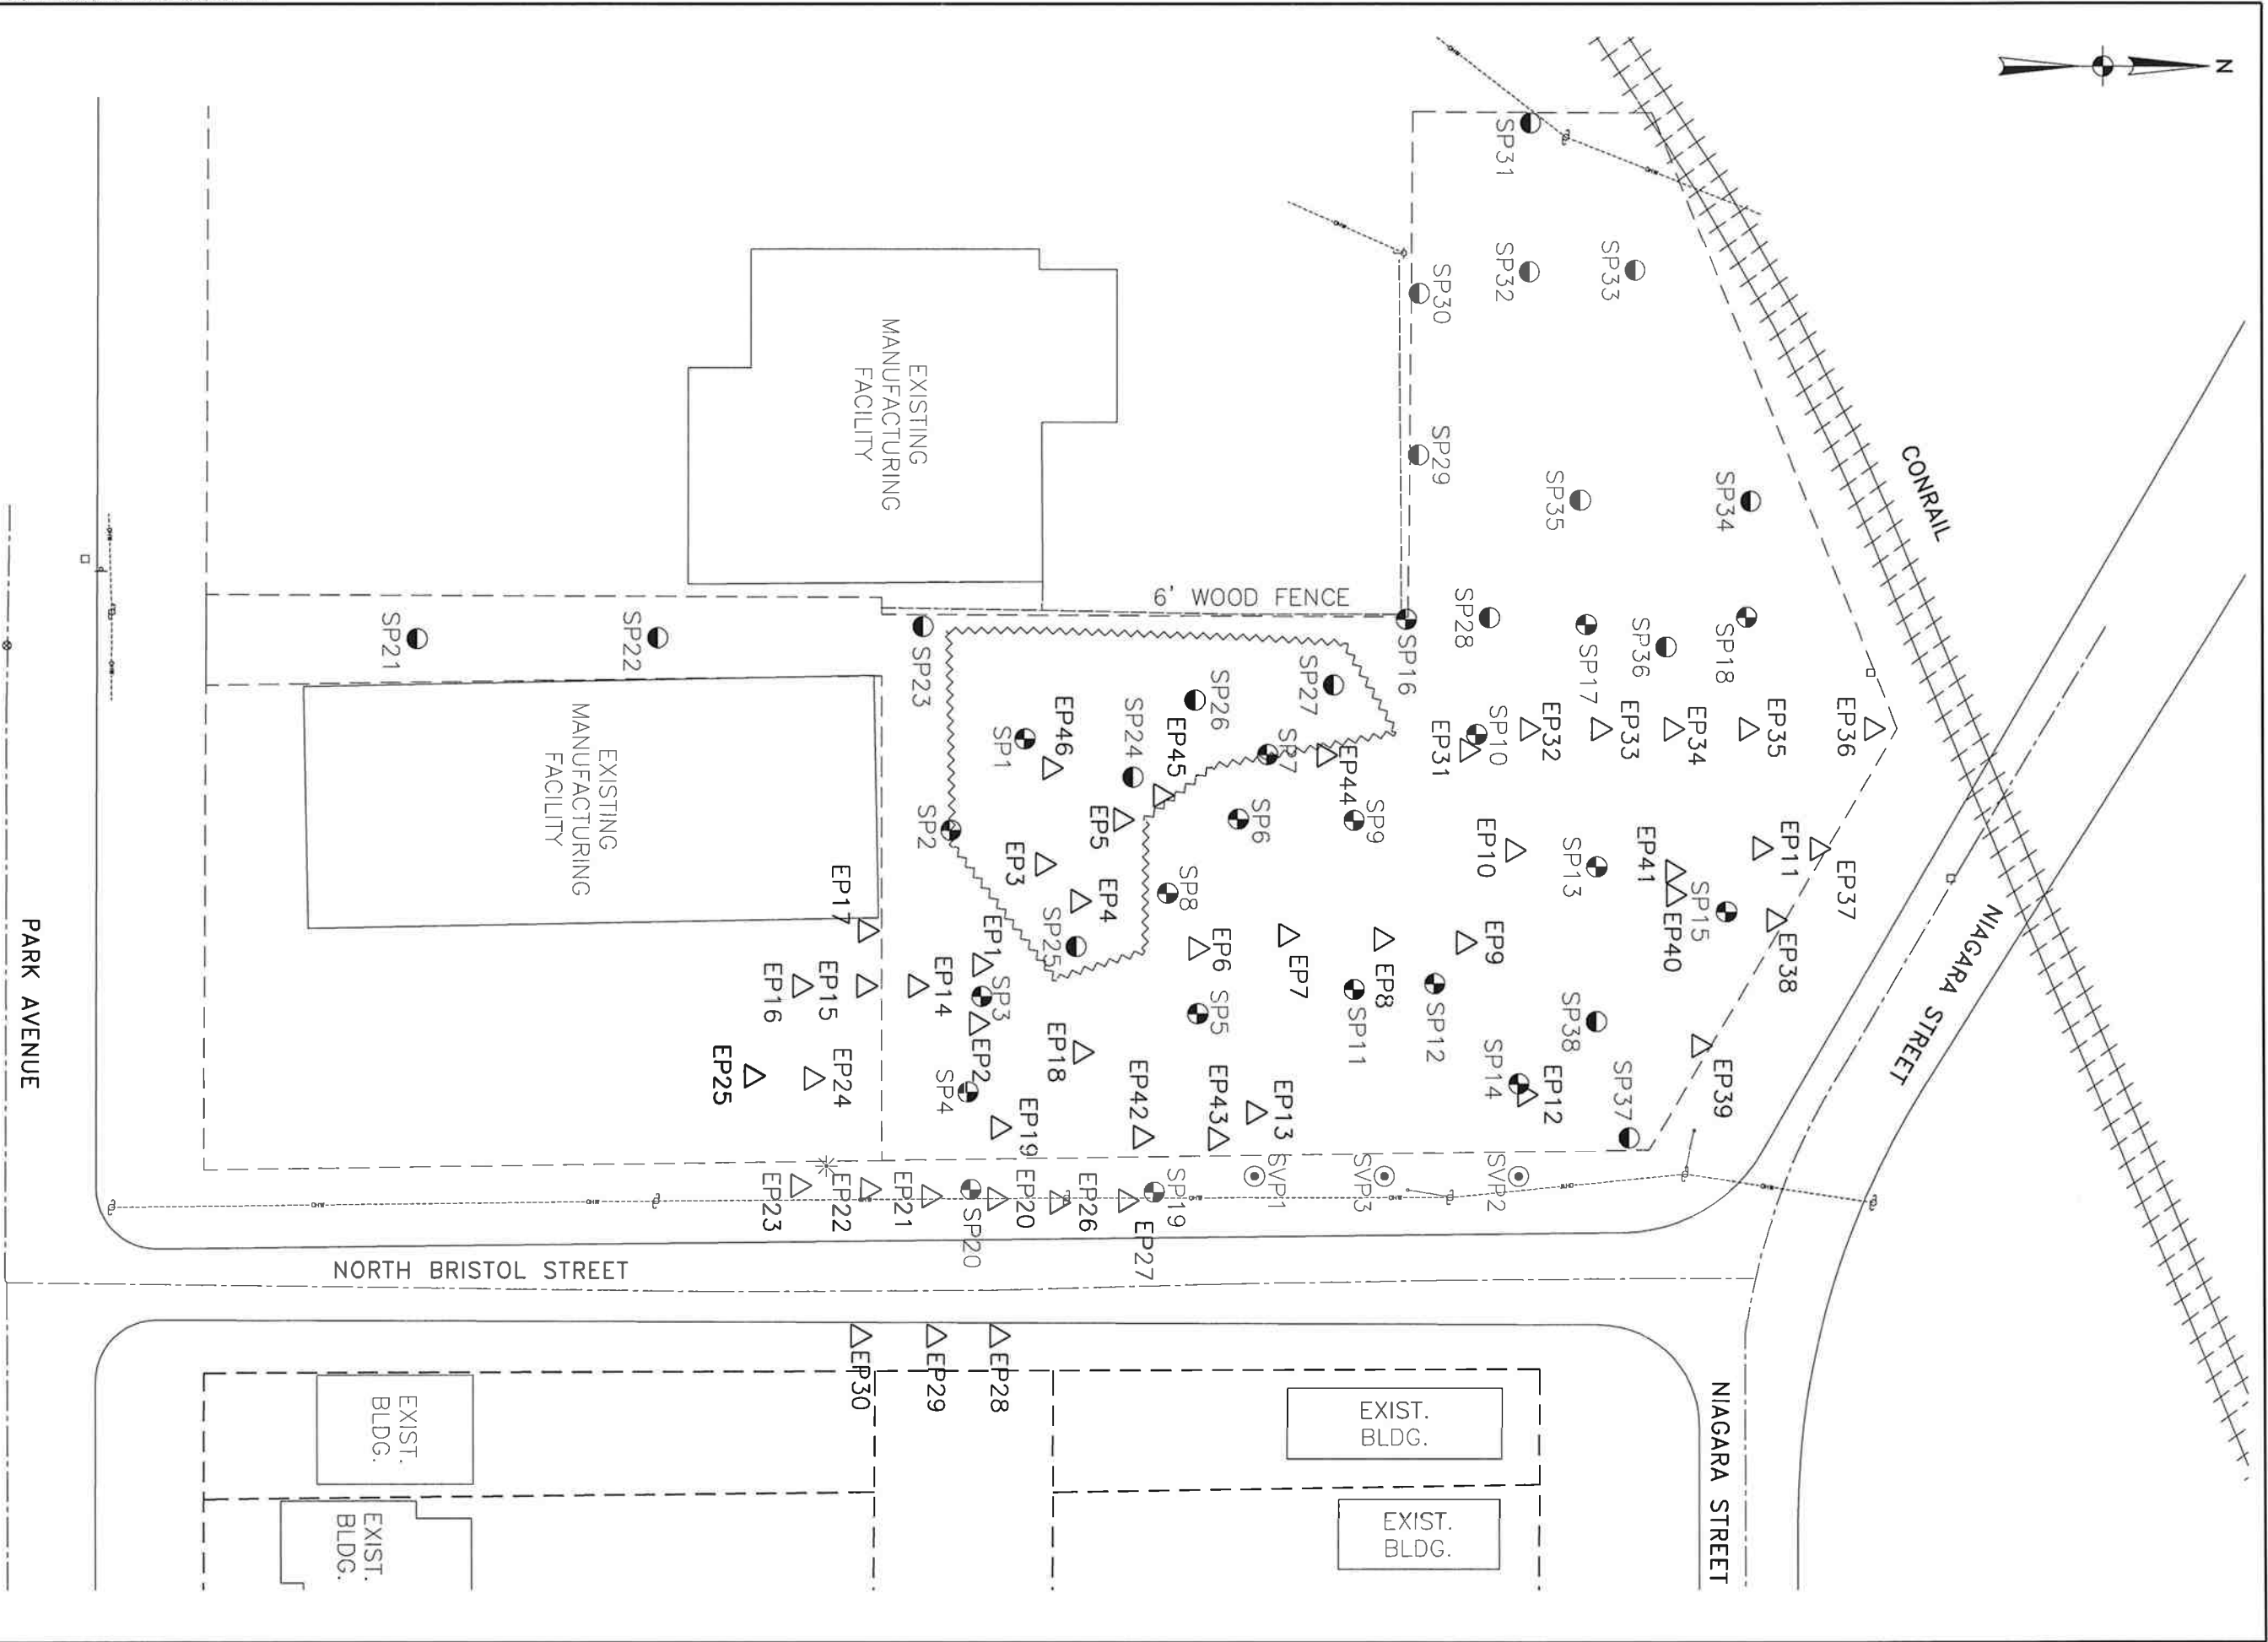 N
CONRAIL
NIAGARA STREET
NIAGARA STREET
SP31
SP32
SP33
SP30
SP29
SP35
SP34
6' WOOD FENCE
SP28
SP16
SP17
SP36
SP18
EP36
EP35
EP34
EP33
EP32
SP10
EP31
SP27
SP26
SP7
EP44
SP9
EP45
SP24
EP46
SP1
SP23
SP22
SP21
EXISTING
MANUFACTURING
FACILITY
EXISTING
MANUFACTURING
FACILITY
SP2
EP5
SP6
EP3
EP4
SP8
SP25
EP10
SP13
EP41
EP40
SP15
EP11
EP37
EP38
EP39
EP17
EP1
SP3
EP2
EP14
EP15
EP16
EP6
EP7
EP8
EP9
SP5
SP11
SP12
SP38
SP14
EP12
SP37
EP18
SP4
EP19
EP42
EP43
EP13
EP24
EP25
SVP1
SVP3
SVP2
EP23
EP22
EP21
SP20
EP20
EP26
EP27
SP19
NORTH BRISTOL STREET
EP30
EP29
EP28
PARK AVENUE
EXIST.
BLDG.
EXIST.
BLDG.
EXIST.
BLDG.
EXIST.
BLDG.